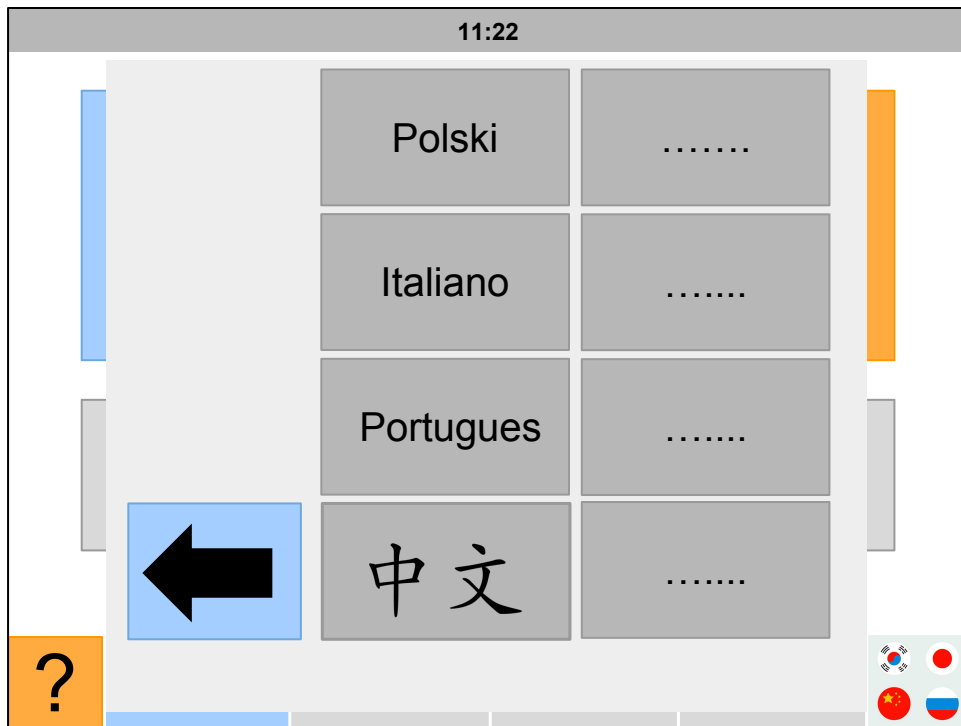 11:22
Polski
…….
Italiano
…....
Portugues
…....
中文
…....
?